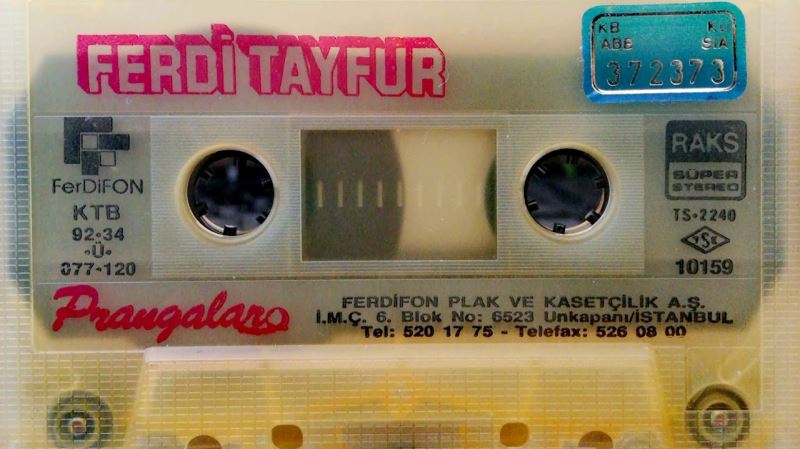 FERDİ TAYFUR
KB KÜ
ABB SIA
372373
FerDiFON
KTB
92·34
·Ü·
077-120
RAKS
SÜPER
STEREO
TS·2240
TSE
10159
Prangalar
FERDİFON PLAK VE KASETÇİLİK A.Ş.
İ.M.Ç. 6. Blok No: 6523 Unkapanı/İSTANBUL
Tel: 520 17 75 - Telefax: 526 08 00